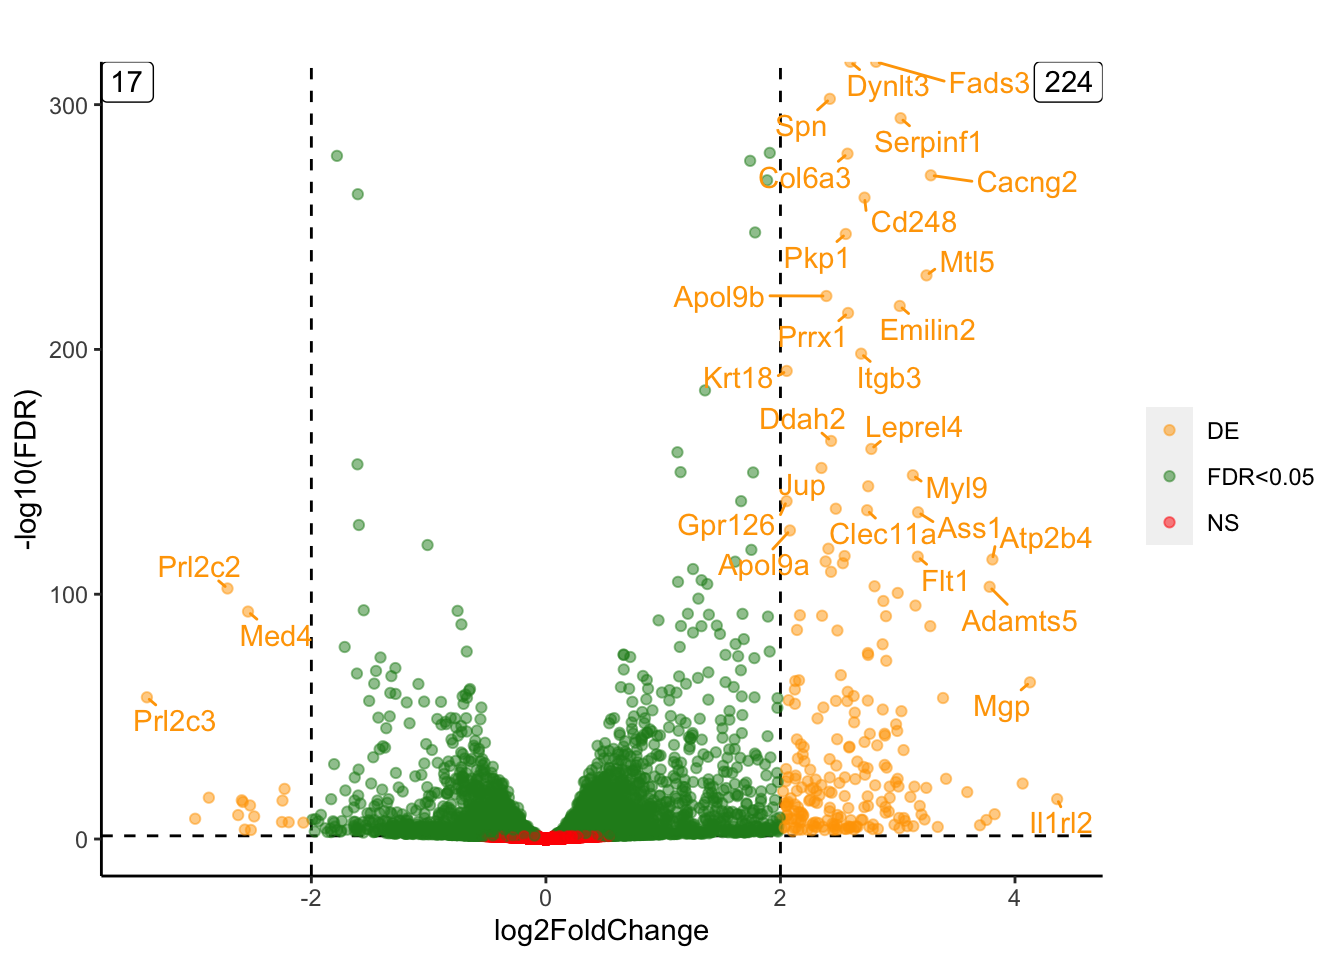 17
224
Dynlt3
Fads3
Spn
Serpinf1
Col6a3
Cacng2
Cd248
Pkp1
Mtl5
Apol9b
Prrx1
Emilin2
Krt18
Itgb3
Ddah2
Leprel4
Jup
Myl9
Gpr126
Clec11a
Ass1
Atp2b4
Apol9a
Flt1
Adamts5
Prl2c2
Med4
Prl2c3
Mgp
Il1rl2
300
200
100
0
-2
0
2
4
-log10(FDR)
log2FoldChange
DE
FDR<0.05
NS